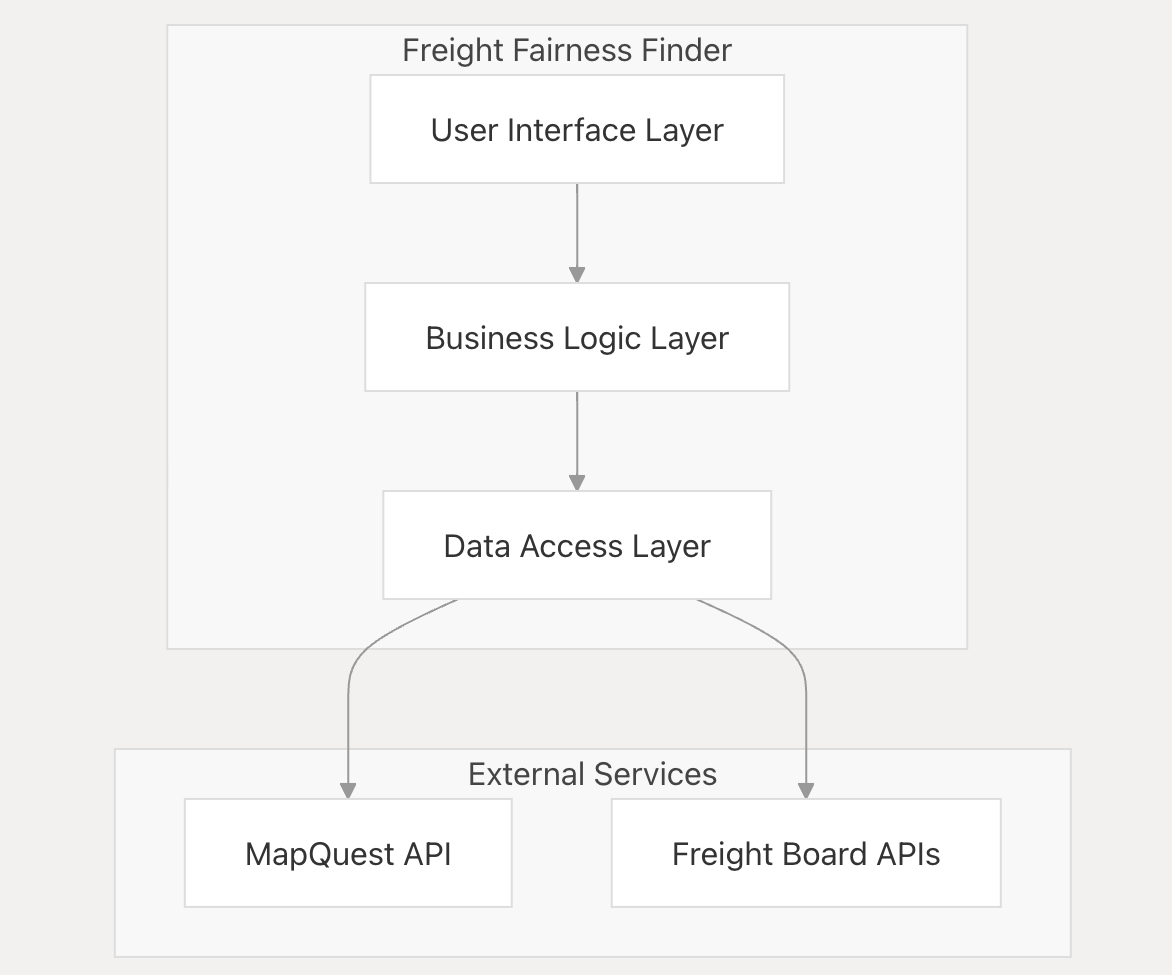 Freight Fairness Finder
User Interface Layer
Business Logic Layer
Data Access Layer
External Services
MapQuest API
Freight Board APIs